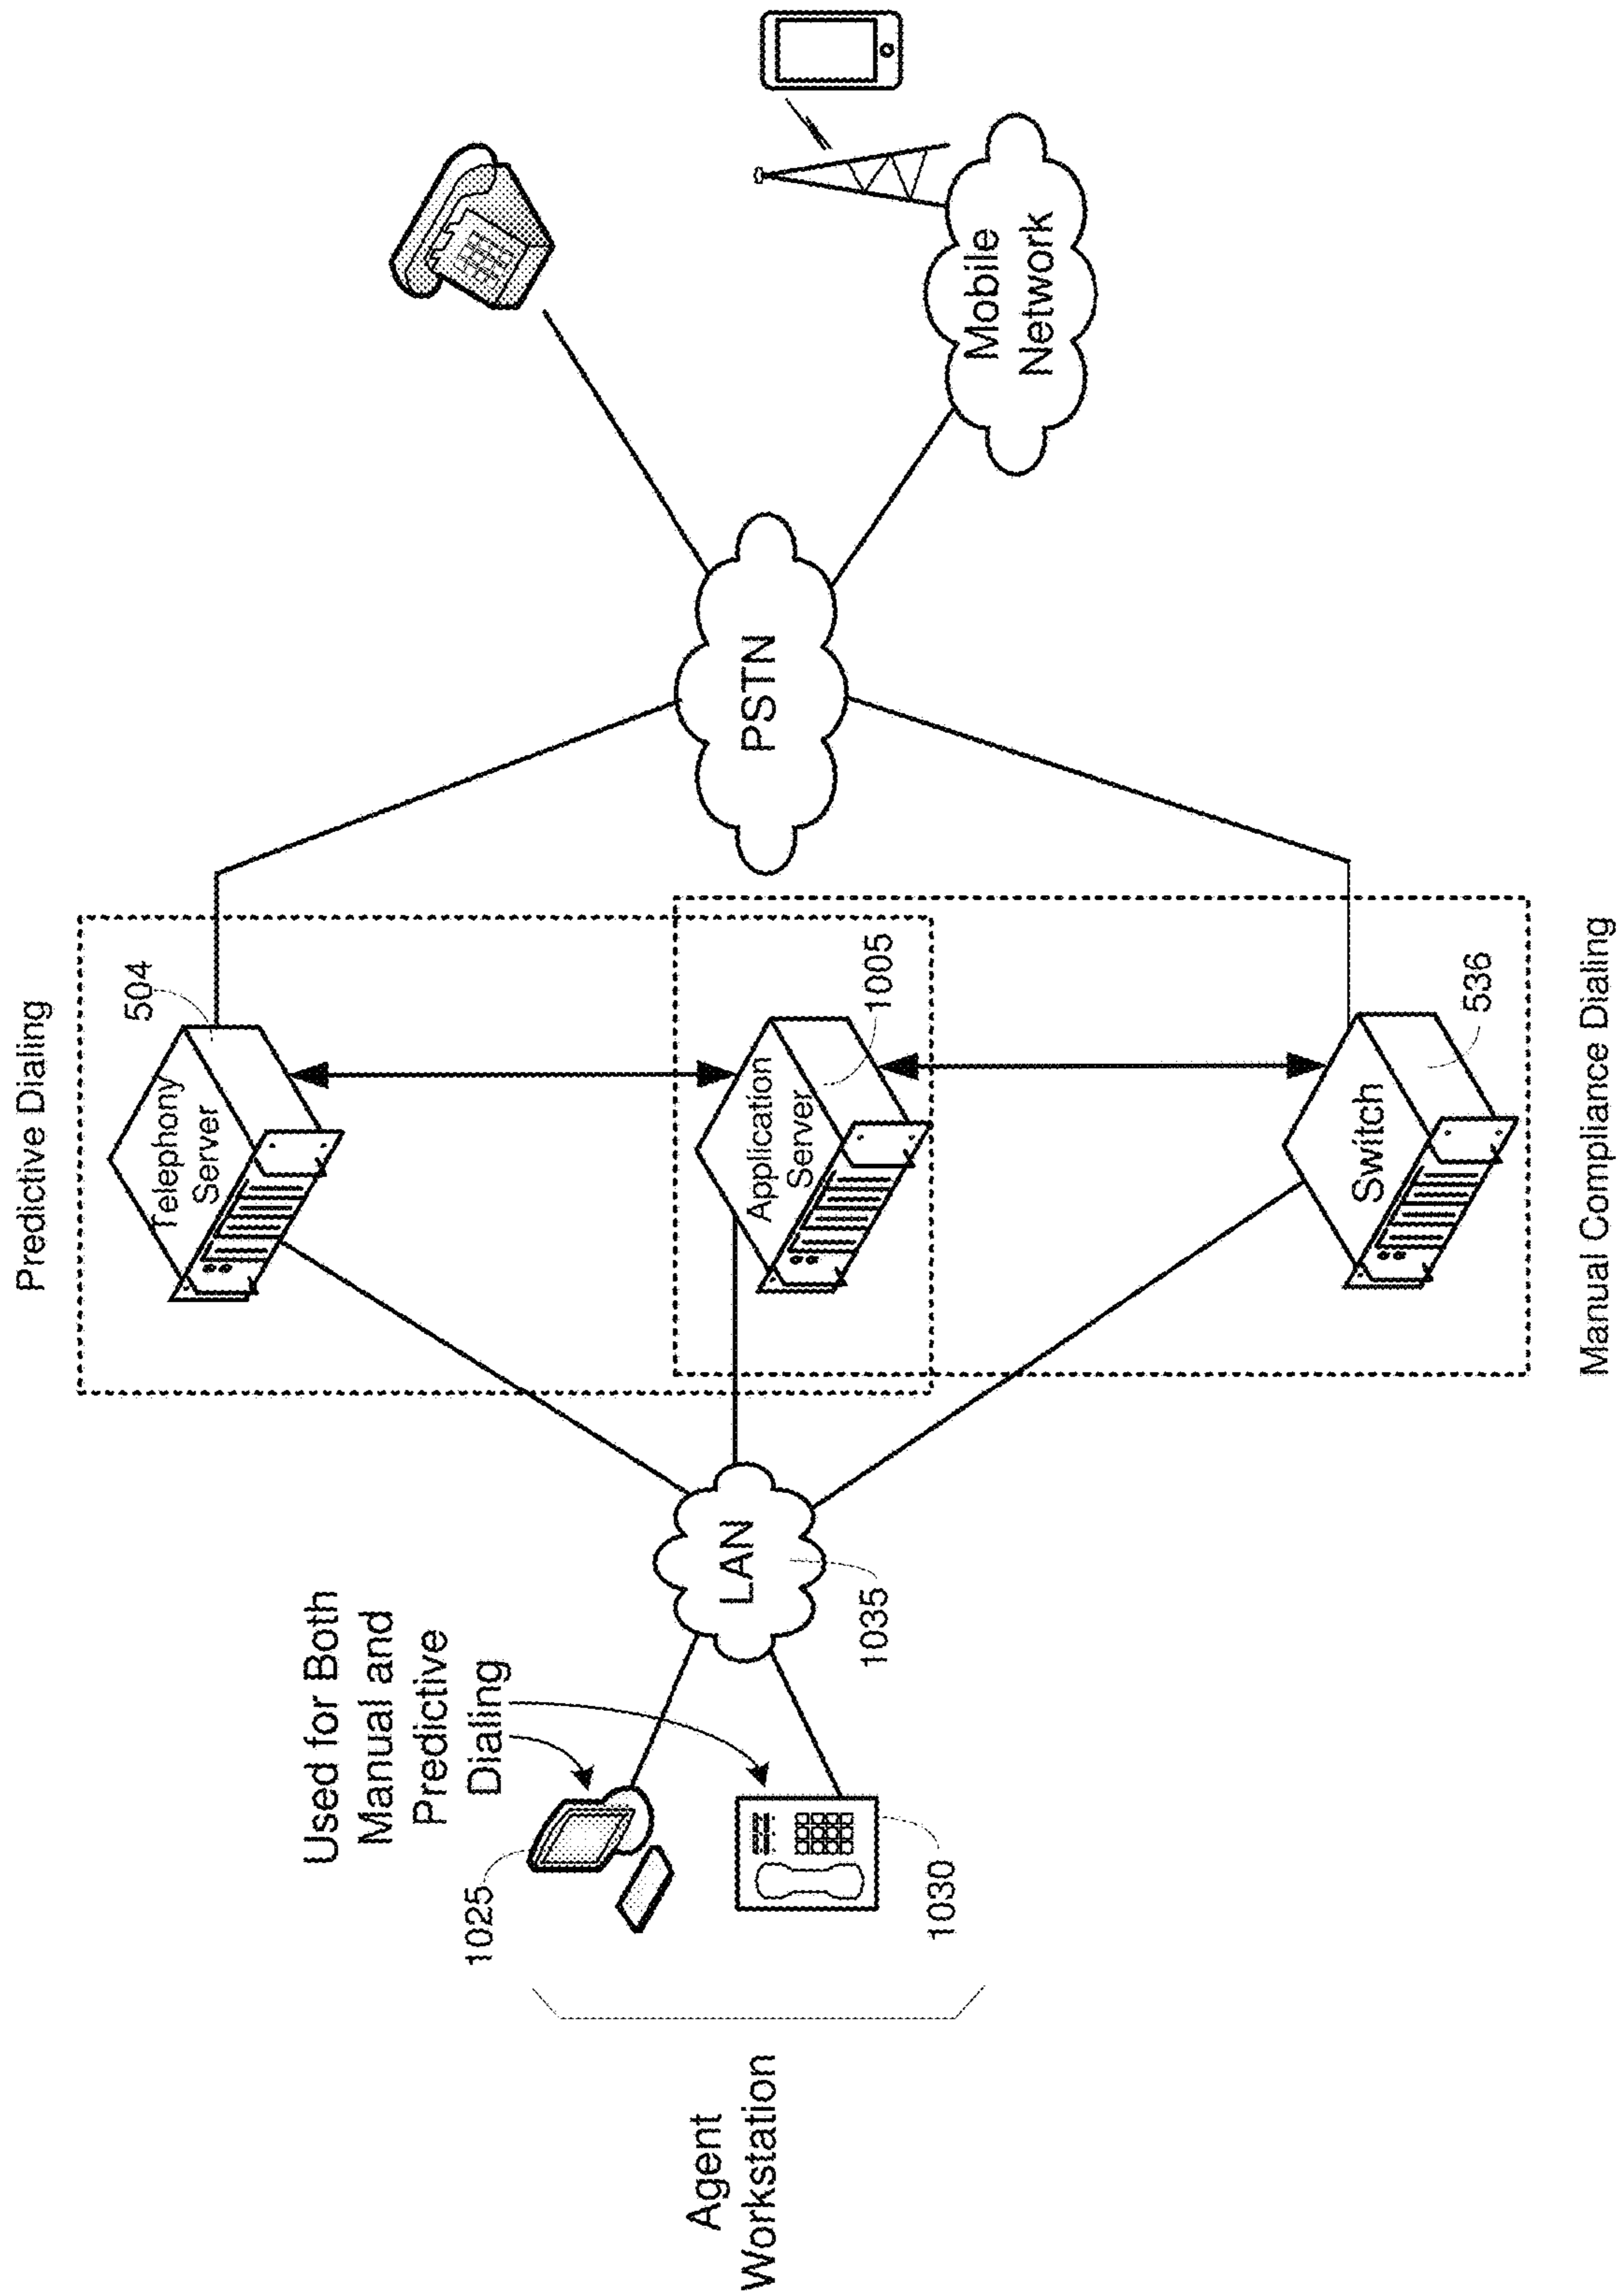 Predictive Dialing
504
Telephony
Server
Used for Both
Manual and
Predictive
Dialing
1025
Agent
Workstation
1030
LAN
1035
Application
Server
1005
PSTN
Mobile
Network
Switch
536
Manual Compliance Dialing